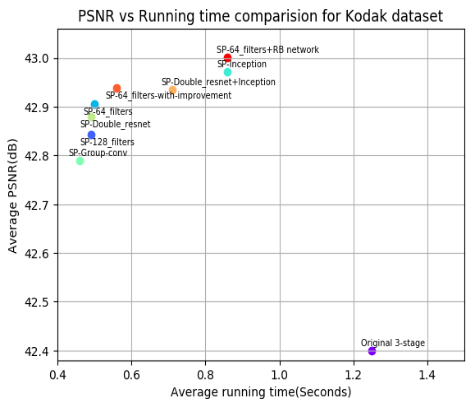 PSNR vs Running time comparision for Kodak dataset
43.0
42.9
42.8
42.7
42.6
42.5
42.4
Average PSNR(dB)
SP-64_filters+RB network
SP-Inception
SP-Double_resnet+Inception
SP-64_filters-with-improvement
SP-64_filters
SP-Double_resnet
SP-128_filters
SP-Group-conv
Original 3-stage
0.4 0.6 0.8 1.0 1.2 1.4
Average running time(Seconds)